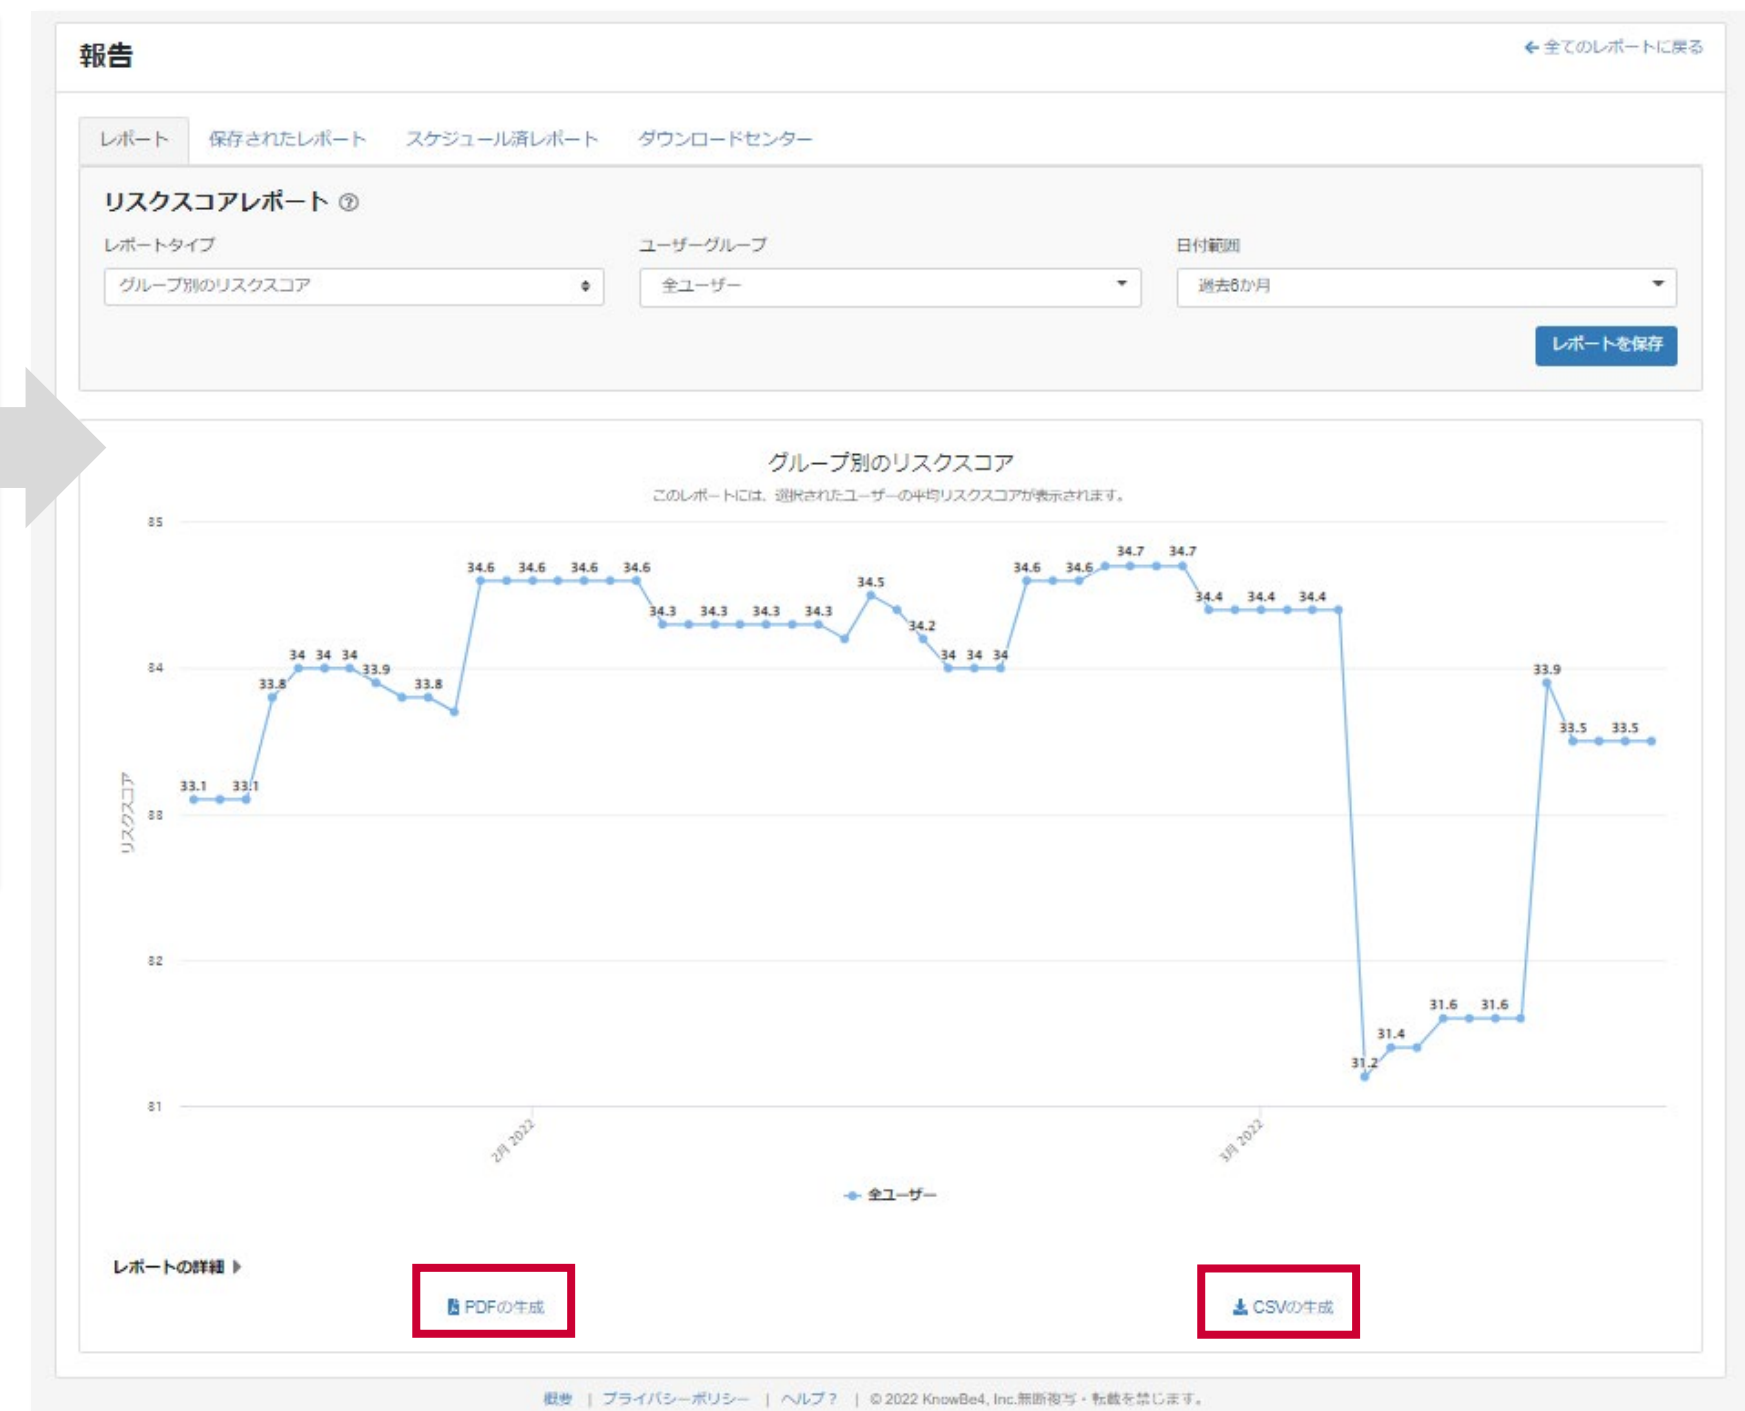 報告
← 全てのレポートに戻る
レポート 保存されたレポート スケジュール済レポート ダウンロードセンター
リスクスコアレポート ?
レポートタイプ ユーザーグループ 日付範囲
グループ別のリスクスコア 全ユーザー 過去6か月
レポートを保存
グループ別のリスクスコア
このレポートには、選択されたユーザーの平均リスクスコアが表示されます。
リスクスコア
35
34
33
32
31
33.1 33.1 33.8 34 34 34 33.9 33.8 34.6 34.6 34.6 34.6 34.3 34.3 34.3 34.3 34.5 34.2 34 34 34 34.6 34.6 34.7 34.7 34.4 34.4 34.4 31.2 31.4 31.6 31.6 33.9 33.5 33.5
2月 2022 3月 2022
全ユーザー
レポートの詳細
PDFの生成 CSVの生成
概要 | プライバシーポリシー | ヘルプ? | © 2022 KnowBe4, Inc.無断複写・転載を禁じます。